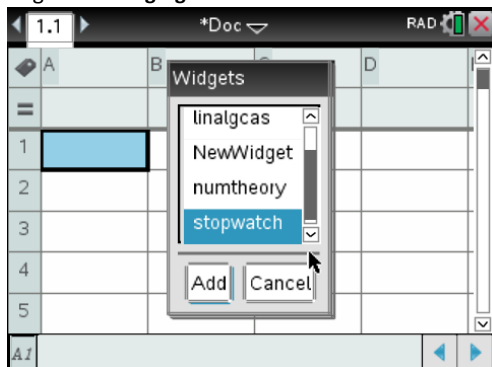 1.1
*Doc
RAD
A
B
D
=
Widgets
linalgcas
NewWidget
numtheory
stopwatch
Add
Cancel
1
2
3
4
5
A1